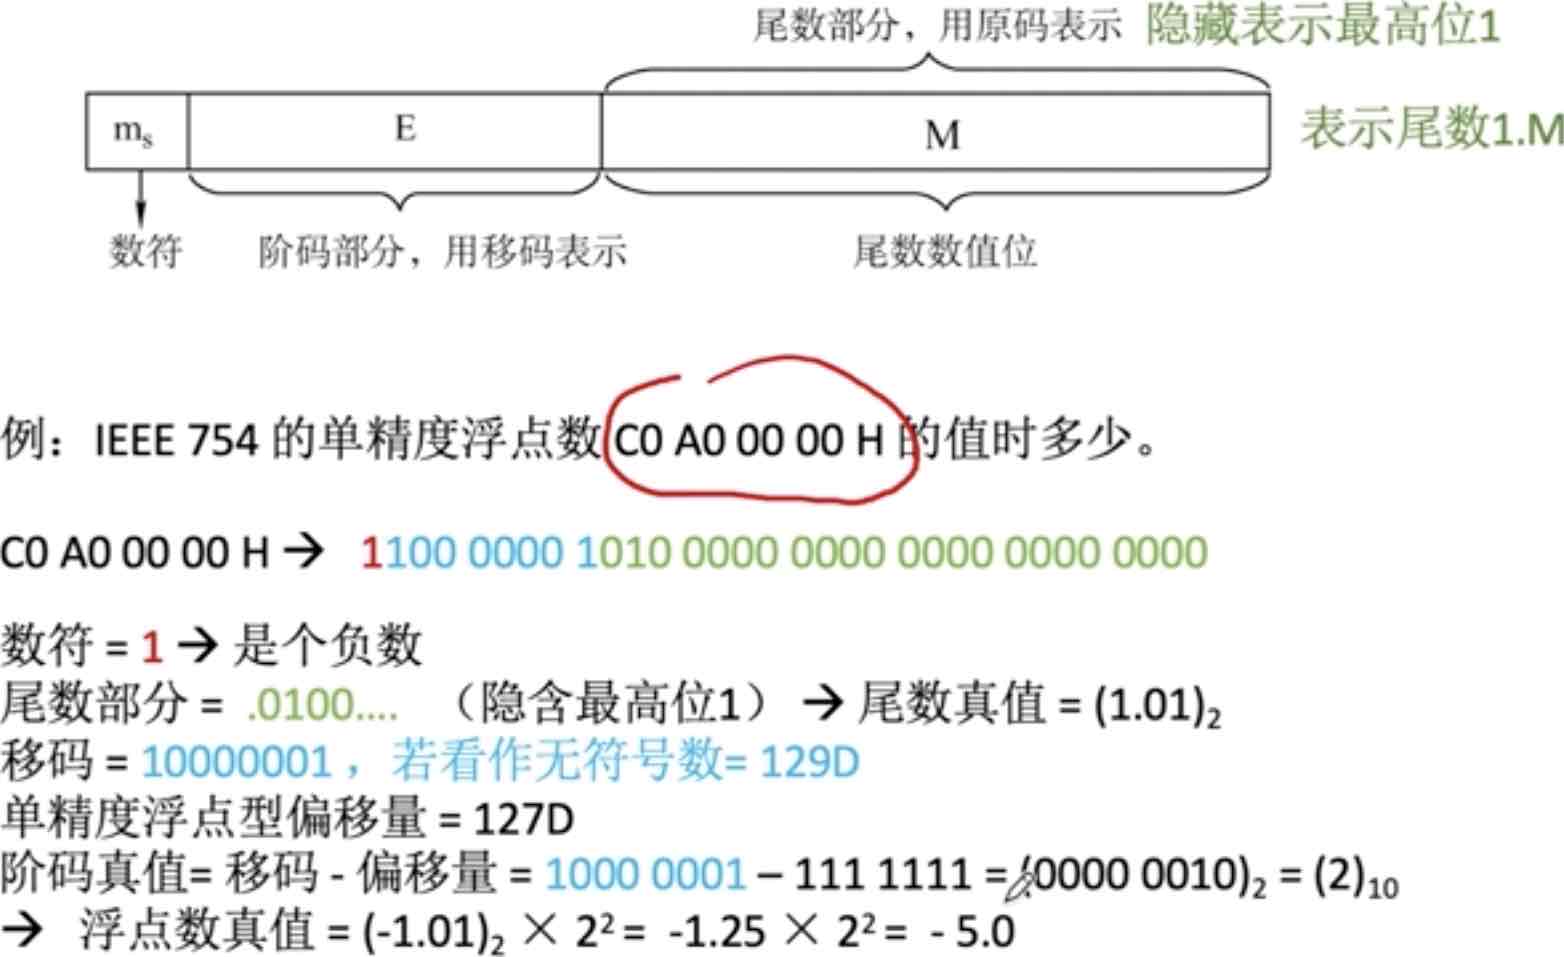 尾数部分，用原码表示 隐藏表示最高位1
mₛ E M 表示尾数1.M
数符 阶码部分，用移码表示 尾数数值位
例：IEEE 754 的单精度浮点数 C0 A0 00 00 H 的值时多少。
C0 A0 00 00 H → 1100 0000 1010 0000 0000 0000 0000 0000
数符 = 1 → 是个负数
尾数部分 = .0100.... （隐含最高位1） → 尾数真值 = (1.01)₂
移码 = 10000001 ，若看作无符号数= 129D
单精度浮点型偏移量 = 127D
阶码真值= 移码 - 偏移量 = 1000 0001 – 111 1111 = (0000 0010)₂ = (2)₁₀
→ 浮点数真值 = (-1.01)₂ × 2² = -1.25 × 2² = - 5.0